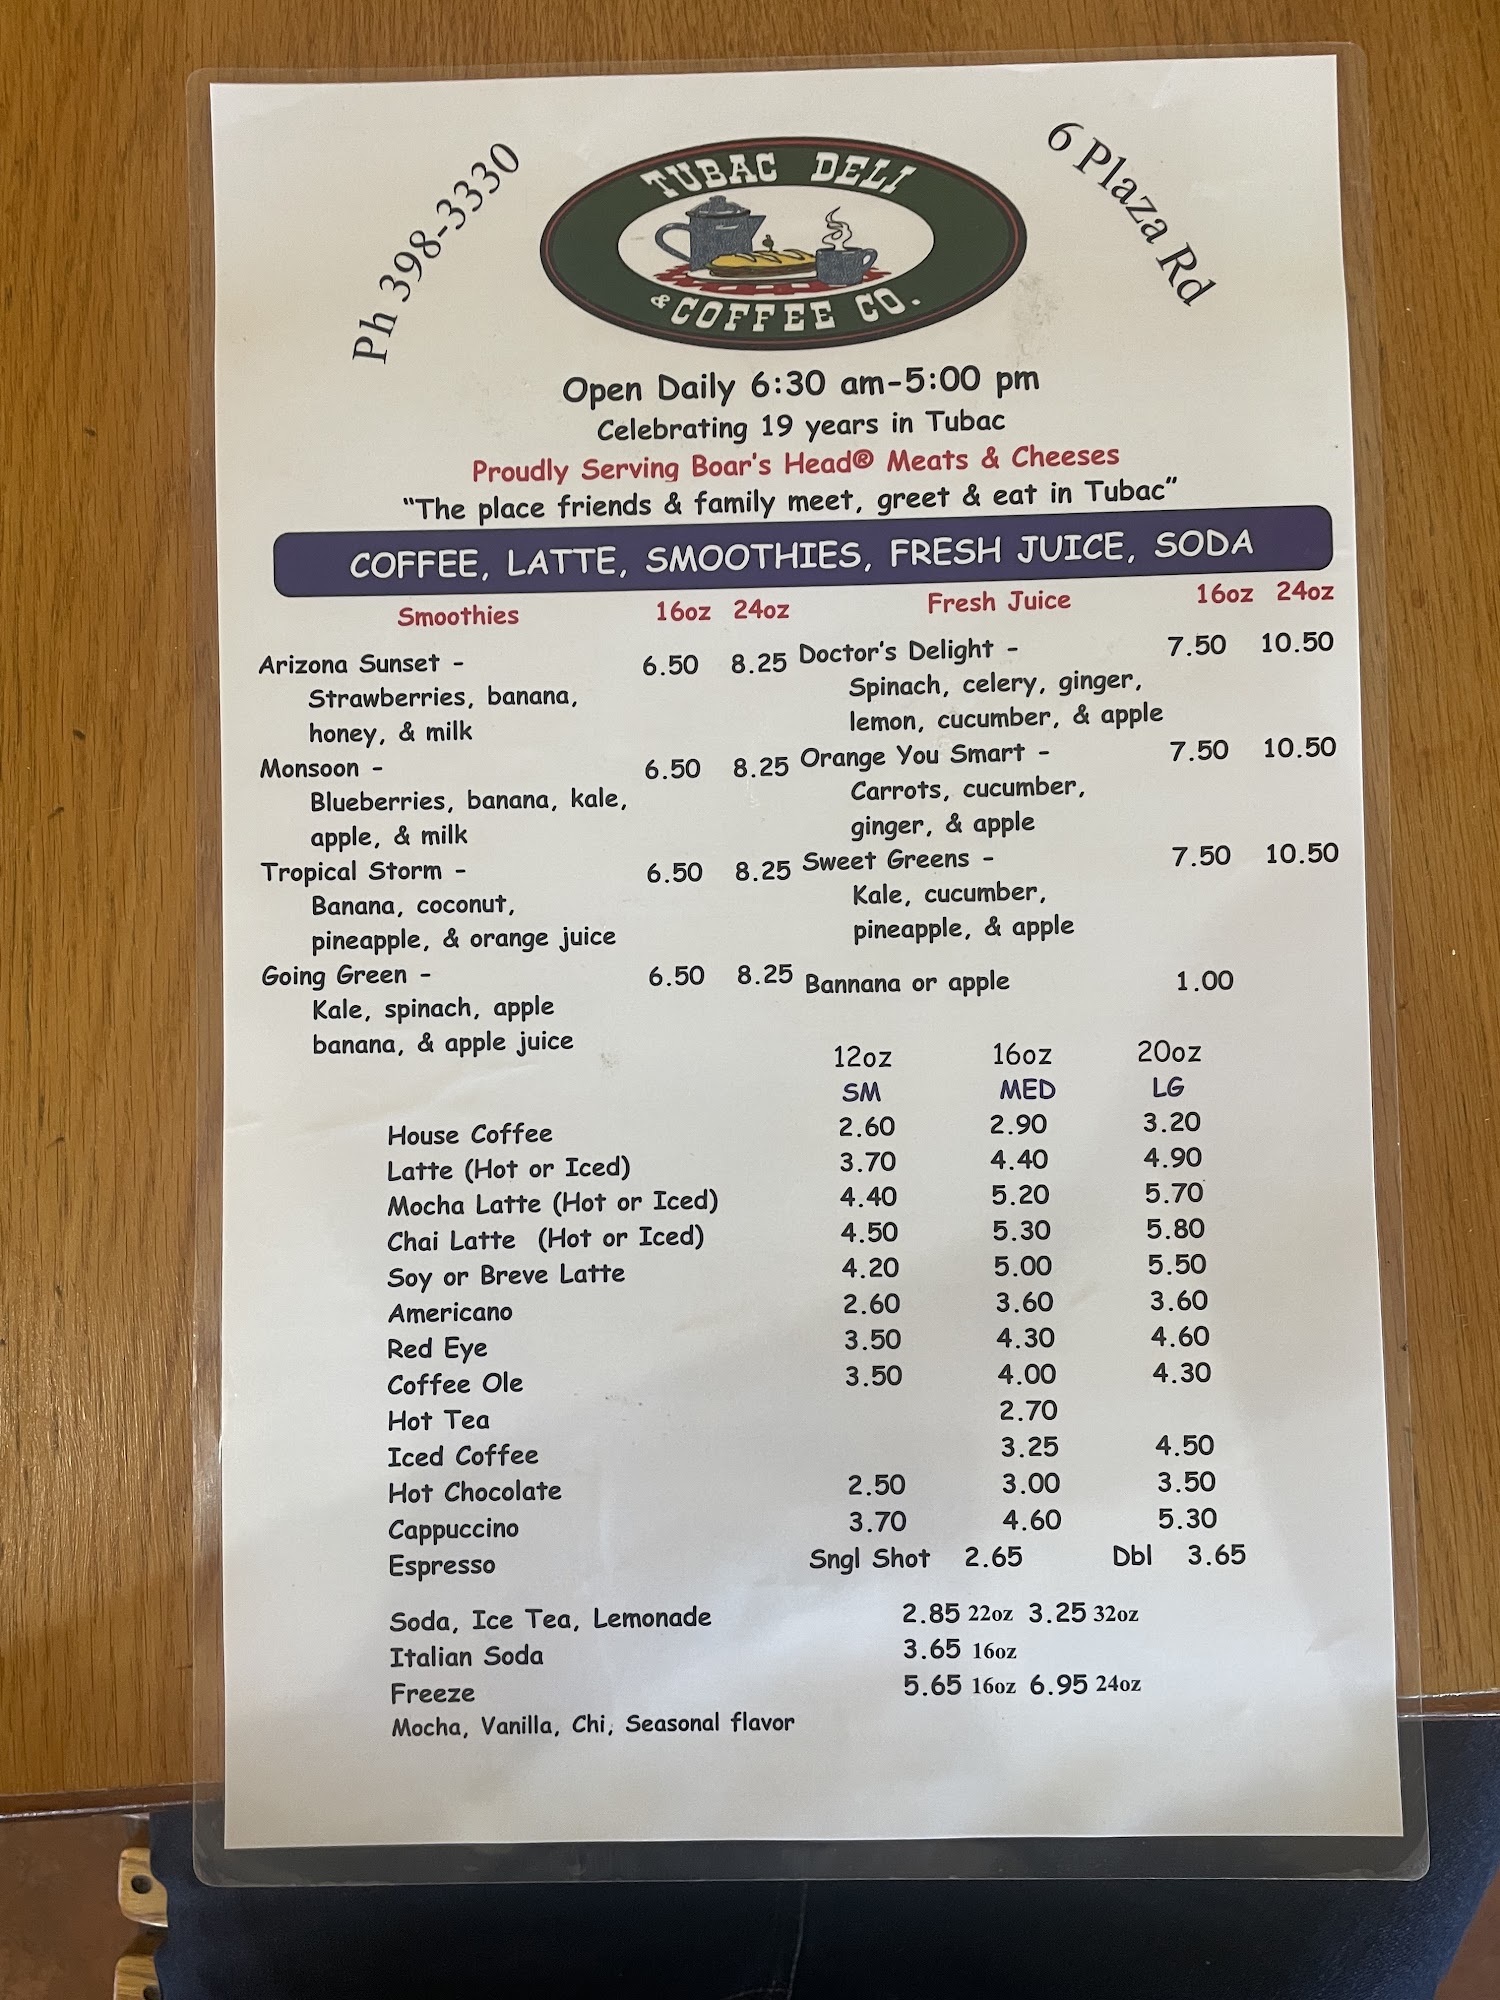 Ph 398-3330
6 Plaza Rd
TUBAC DELI
& COFFEE CO.
Open Daily 6:30 am-5:00 pm
Celebrating 19 years in Tubac
Proudly Serving Boar's Head® Meats & Cheeses
"The place friends & family meet, greet & eat in Tubac"
COFFEE, LATTE, SMOOTHIES, FRESH JUICE, SODA
Smoothies 16oz 24oz
Arizona Sunset - 6.50 8.25
Strawberries, banana,
honey, & milk
Monsoon - 6.50 8.25
Blueberries, banana, kale,
apple, & milk
Tropical Storm - 6.50 8.25
Banana, coconut,
pineapple, & orange juice
Going Green - 6.50 8.25
Kale, spinach, apple
banana, & apple juice
Fresh Juice 16oz 24oz
Doctor's Delight - 7.50 10.50
Spinach, celery, ginger,
lemon, cucumber, & apple
Orange You Smart - 7.50 10.50
Carrots, cucumber,
ginger, & apple
Sweet Greens - 7.50 10.50
Kale, cucumber,
pineapple, & apple
Bannana or apple 1.00
12oz 16oz 20oz
SM MED LG
House Coffee 2.60 2.90 3.20
Latte (Hot or Iced) 3.70 4.40 4.90
Mocha Latte (Hot or Iced) 4.40 5.20 5.70
Chai Latte (Hot or Iced) 4.50 5.30 5.80
Soy or Breve Latte 4.20 5.00 5.50
Americano 2.60 3.60 3.60
Red Eye 3.50 4.30 4.60
Coffee Ole 3.50 4.00 4.30
Hot Tea 2.70
Iced Coffee 3.25 4.50
Hot Chocolate 2.50 3.00 3.50
Cappuccino 3.70 4.60 5.30
Espresso Sngl Shot 2.65 Dbl 3.65
Soda, Ice Tea, Lemonade 2.85 22oz 3.25 32oz
Italian Soda 3.65 16oz
Freeze 5.65 16oz 6.95 24oz
Mocha, Vanilla, Chi, Seasonal flavor